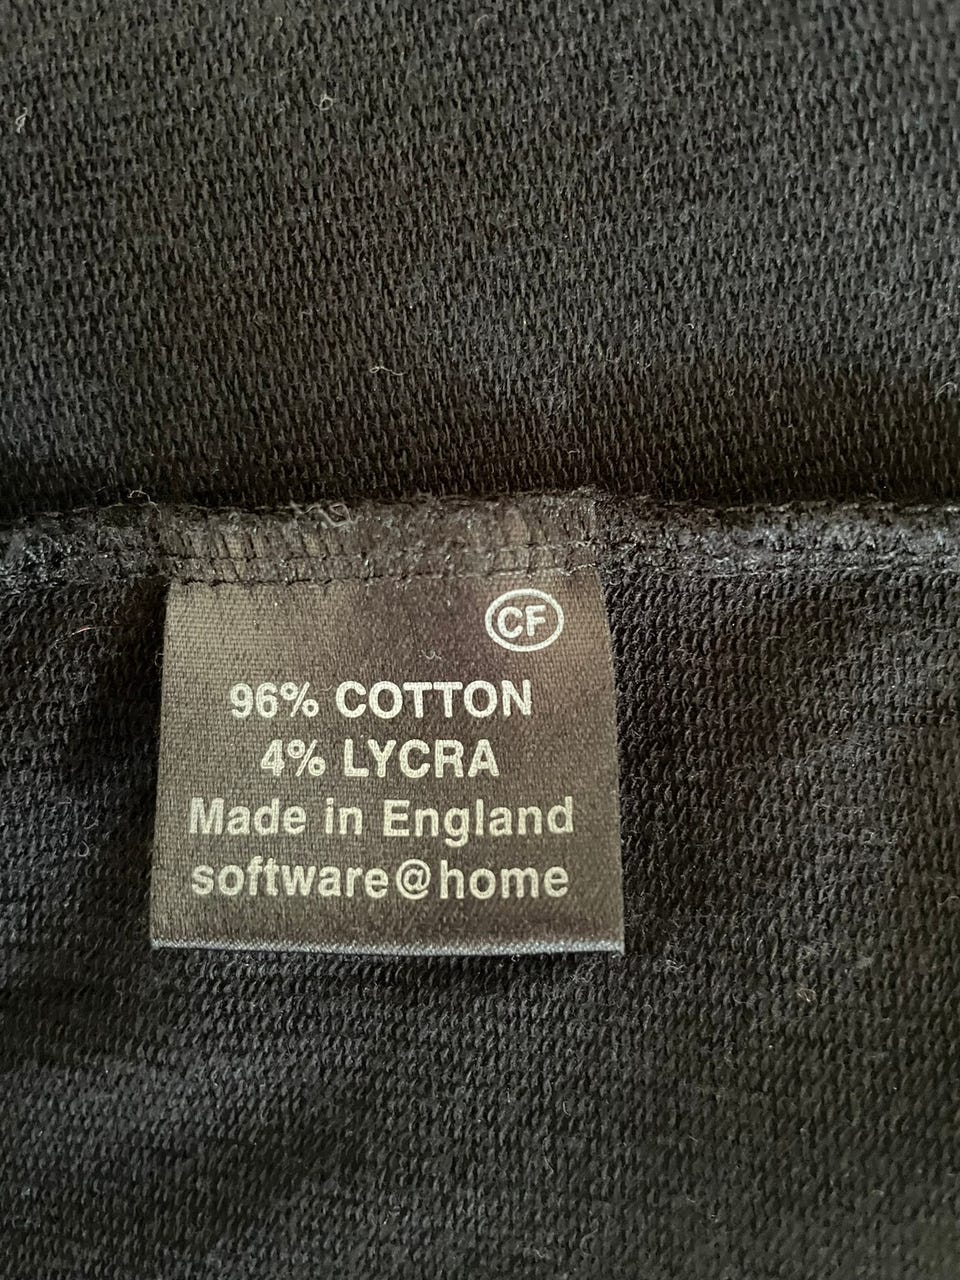 CF
96% COTTON
4% LYCRA
Made in England
software@home